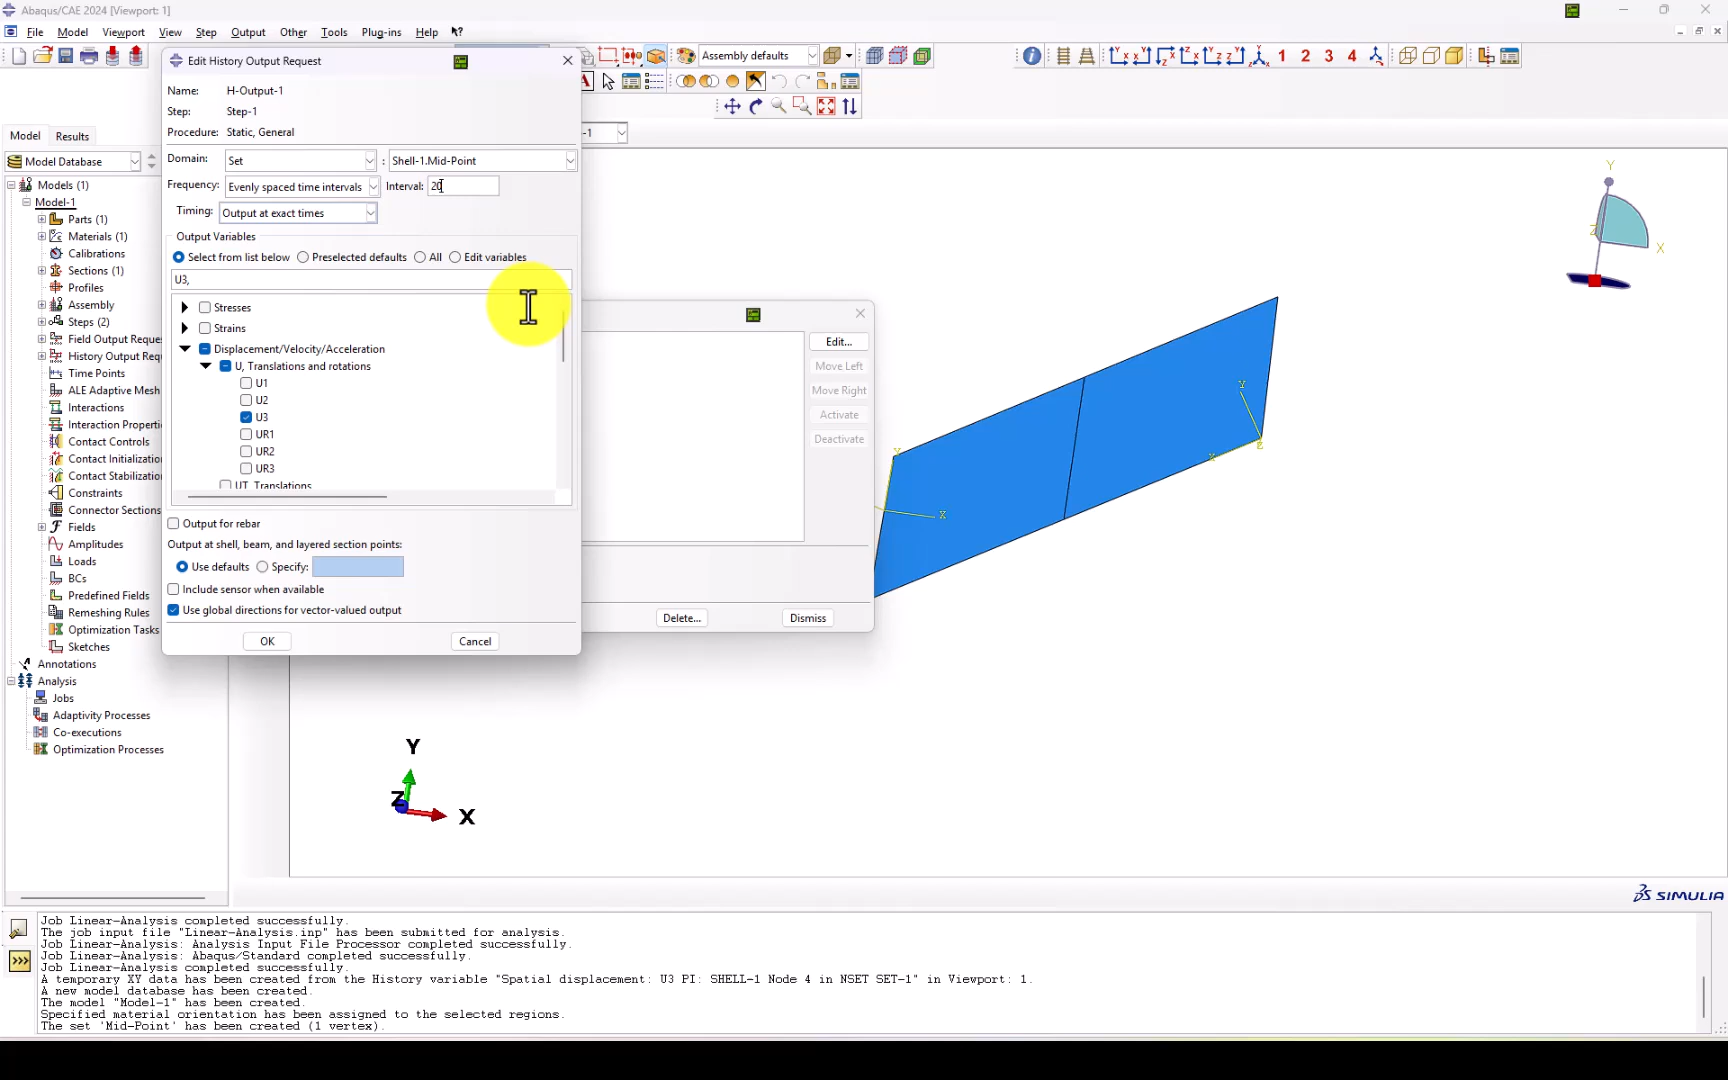 Abaqus/CAE 2024 [Viewport: 1]
File Model Viewport View Step Output Other Tools Plug-ins Help
Assembly defaults
1 2 3 4
Edit History Output Request
Name: H-Output-1
Step: Step-1
Procedure: Static, General
Domain: Set : Shell-1.Mid-Point
Frequency: Evenly spaced time intervals Interval: 20
Timing: Output at exact times
Output Variables
Select from list below Preselected defaults All Edit variables
U3,
Stresses
Strains
Displacement/Velocity/Acceleration
U, Translations and rotations
U1
U2
U3
UR1
UR2
UR3
UT, Translations
Output for rebar
Output at shell, beam, and layered section points:
Use defaults Specify:
Include sensor when available
Use global directions for vector-valued output
OK Cancel
Edit...
Move Left
Move Right
Activate
Deactivate
Delete... Dismiss
-1
Model Results
Model Database
Models (1)
Model-1
Parts (1)
Materials (1)
Calibrations
Sections (1)
Profiles
Assembly
Steps (2)
Field Output Reque
History Output Req
Time Points
ALE Adaptive Mesh
Interactions
Interaction Properti
Contact Controls
Contact Initializatio
Contact Stabilizatio
Constraints
Connector Sections
Fields
Amplitudes
Loads
BCs
Predefined Fields
Remeshing Rules
Optimization Tasks
Sketches
Annotations
Analysis
Jobs
Adaptivity Processes
Co-executions
Optimization Processes
Y
Z
X
Y
X
Y
X
Z
Y
X
Y
Z
X
SIMULIA
Job Linear-Analysis completed successfully.
The job input file "Linear-Analysis.inp" has been submitted for analysis.
Job Linear-Analysis: Analysis Input File Processor completed successfully.
Job Linear-Analysis: Abaqus/Standard completed successfully.
Job Linear-Analysis completed successfully.
A temporary XY data has been created from the History variable "Spatial displacement: U3 PI: SHELL-1 Node 4 in NSET SET-1" in Viewport: 1.
A new model database has been created.
The model "Model-1" has been created.
Specified material orientation has been assigned to the selected regions.
The set 'Mid-Point' has been created (1 vertex).